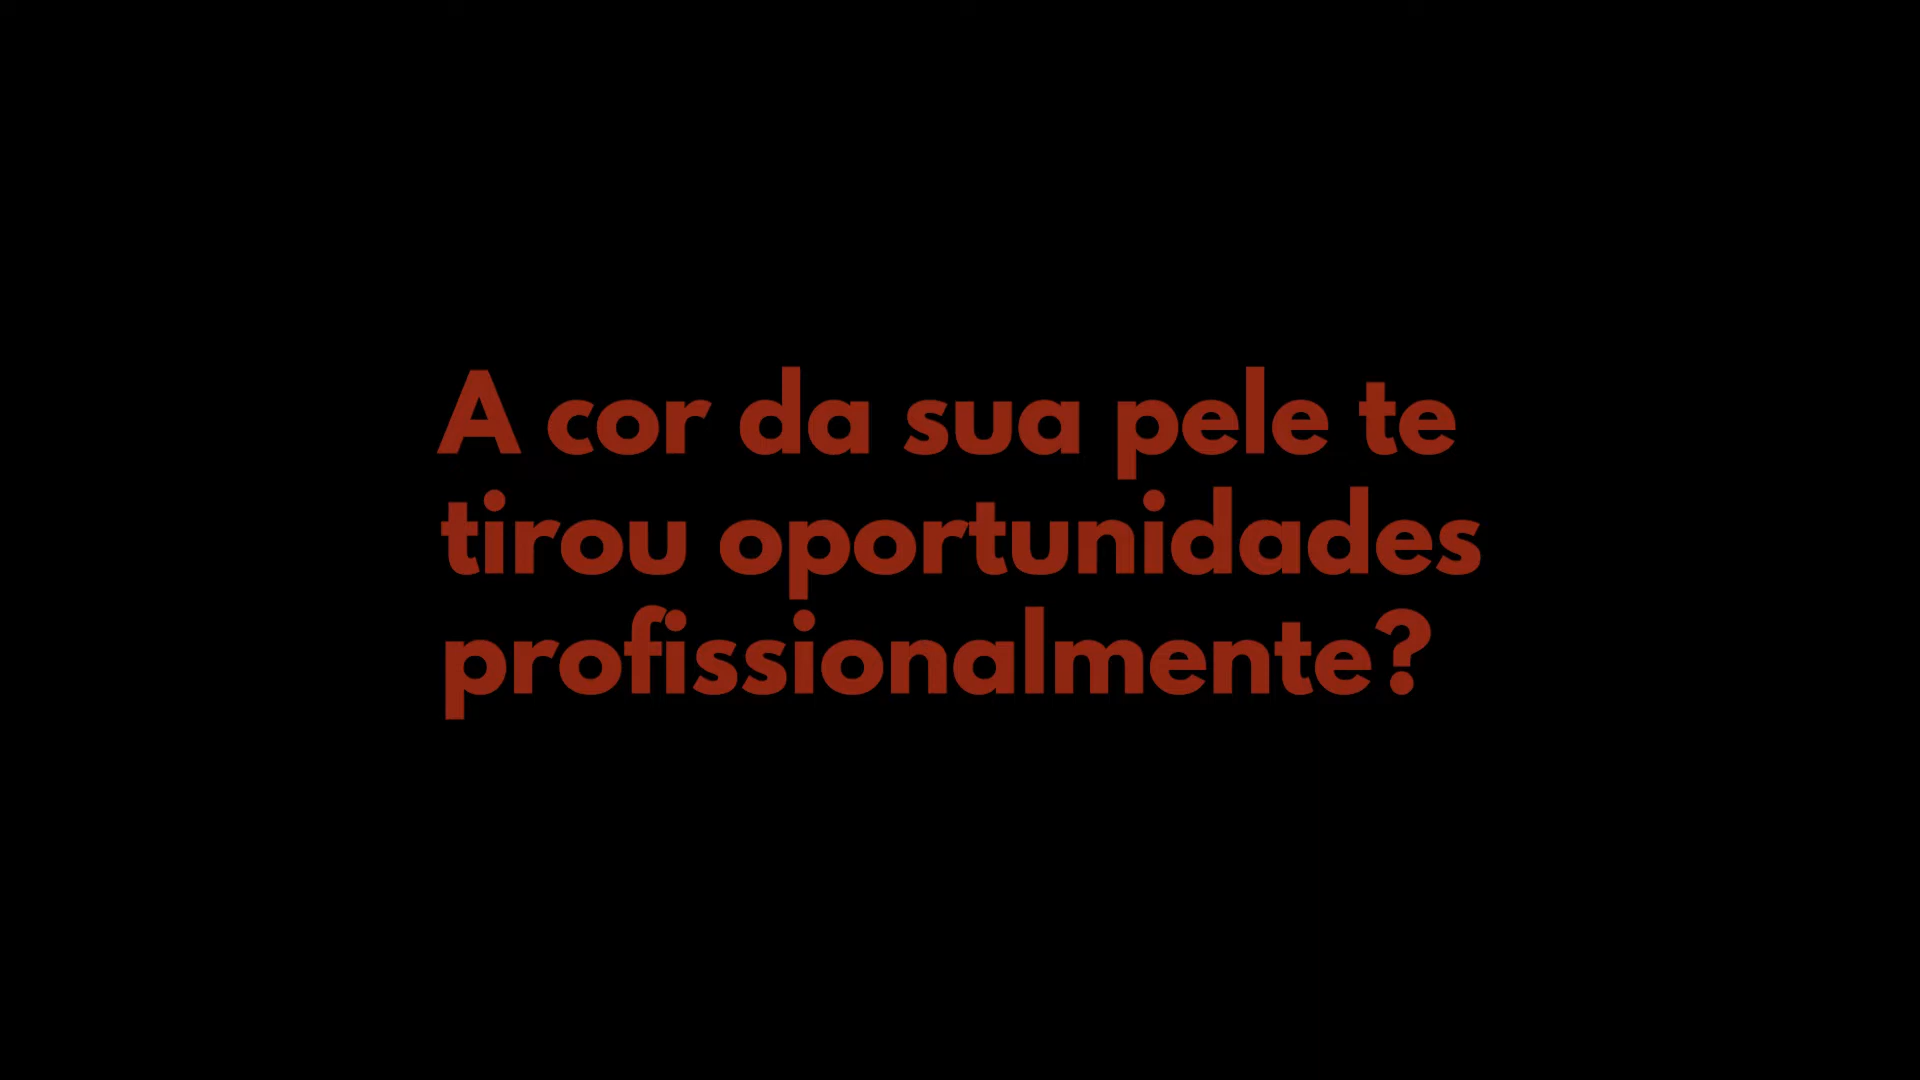 A cor da sua pele te
tirou oportunidades
profissionalmente?